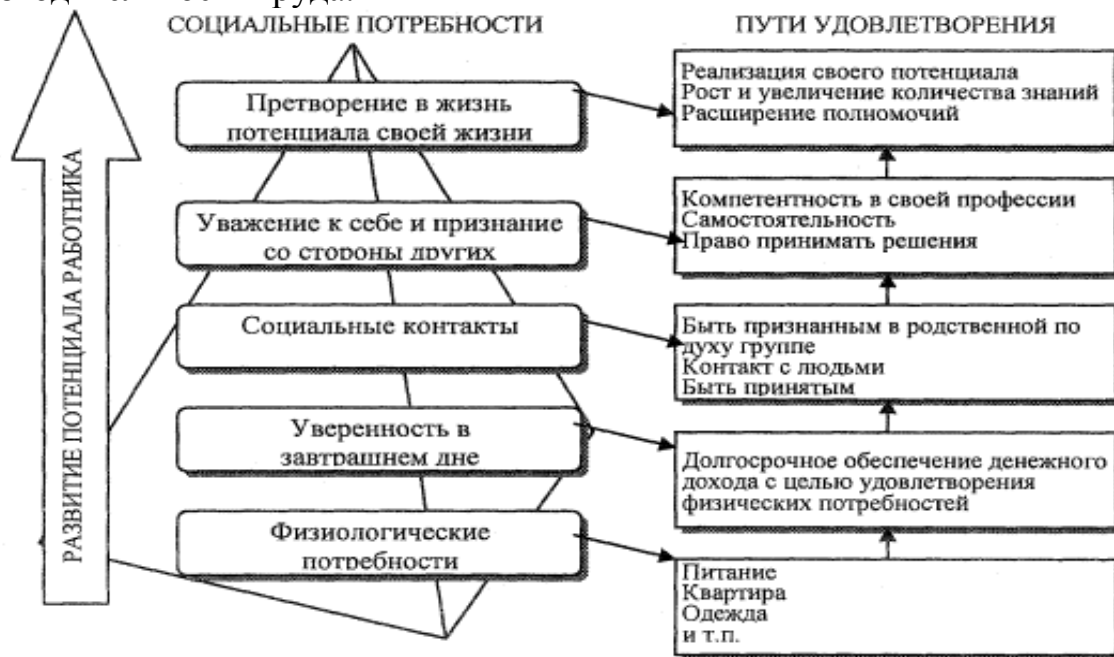 СОЦИАЛЬНЫЕ ПОТРЕБНОСТИ
ПУТИ УДОВЛЕТВОРЕНИЯ
РАЗВИТИЕ ПОТЕНЦИАЛА РАБОТНИКА
Претворение в жизнь
потенциала своей жизни
Реализация своего потенциала
Рост и увеличение количества знаний
Расширение полномочий
Уважение к себе и признание
со стороны других
Компетентность в своей профессии
Самостоятельность
Право принимать решения
Социальные контакты
Быть признанным в родственной по
духу группе
Контакт с людьми
Быть принятым
Уверенность в
завтрашнем дне
Долгосрочное обеспечение денежного
дохода с целью удовлетворения
физических потребностей
Физиологические
потребности
Питание
Квартира
Одежда
и т.п.